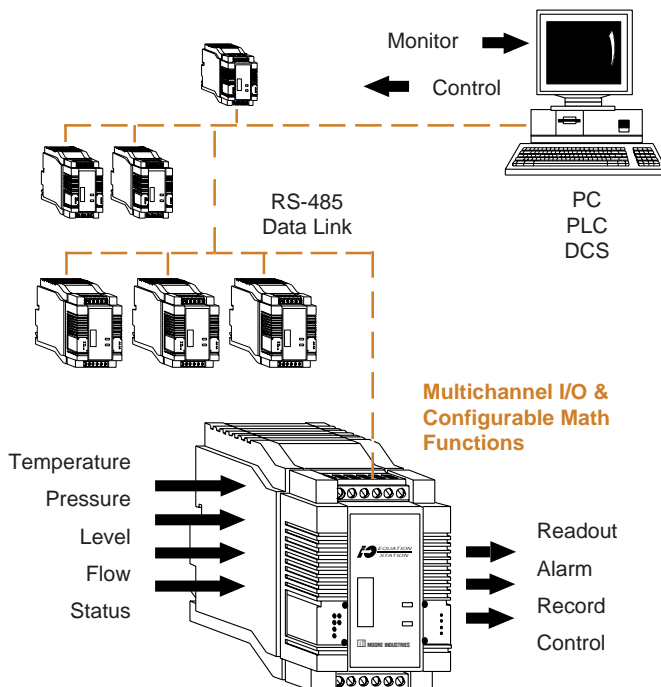 Monitor
Control
RS-485
Data Link
PC
PLC
DCS
Multichannel I/O &
Configurable Math
Functions
Temperature
Pressure
Level
Flow
Status
EQUATION
STATION
MOORE INDUSTRIES
Readout
Alarm
Record
Control